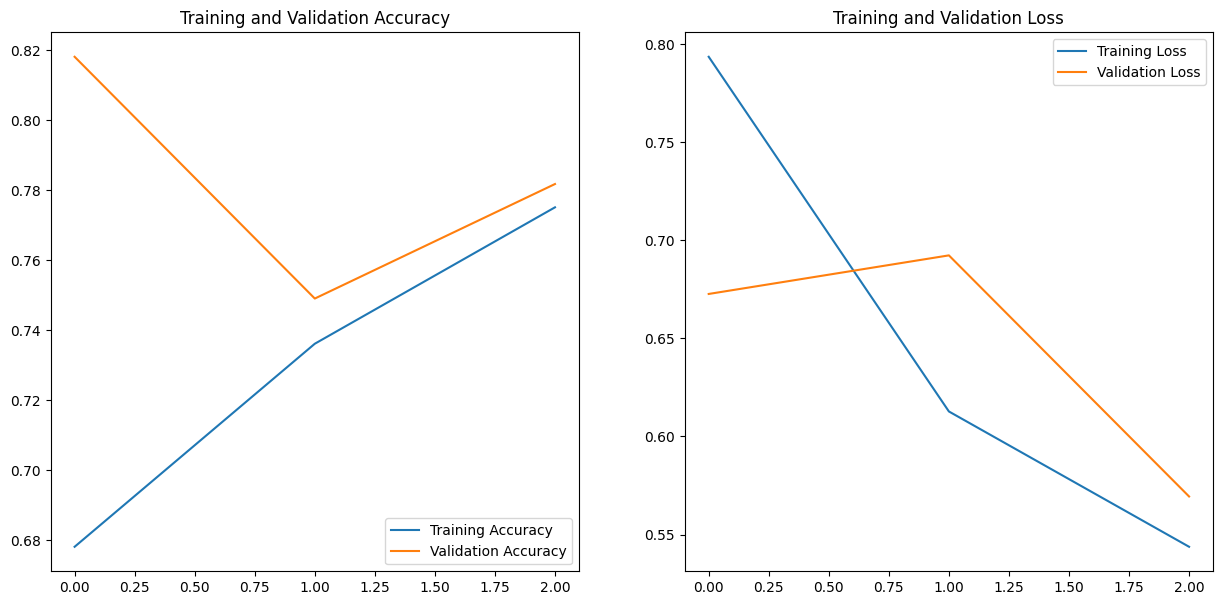 Training and Validation Accuracy
0.82
0.80
0.78
0.76
0.74
0.72
0.70
0.68
Training Accuracy
Validation Accuracy
0.00 0.25 0.50 0.75 1.00 1.25 1.50 1.75 2.00
Training and Validation Loss
0.80
0.75
0.70
0.65
0.60
0.55
Training Loss
Validation Loss
0.00 0.25 0.50 0.75 1.00 1.25 1.50 1.75 2.00